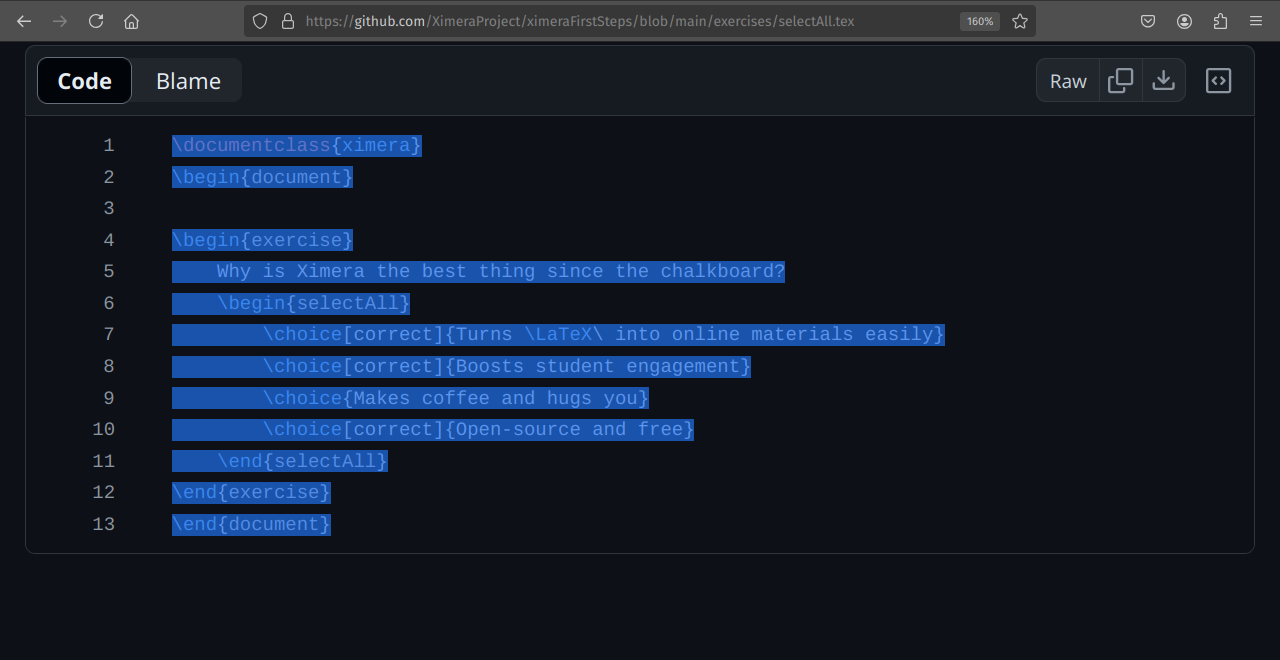 https://github.com/XimeraProject/ximeraFirstSteps/blob/main/exercises/selectAll.tex 160%
Code Blame Raw
1 \documentclass{ximera}
2 \begin{document}
3
4 \begin{exercise}
5     Why is Ximera the best thing since the chalkboard?
6     \begin{selectAll}
7         \choice[correct]{Turns \LaTeX\ into online materials easily}
8         \choice[correct]{Boosts student engagement}
9         \choice{Makes coffee and hugs you}
10         \choice[correct]{Open-source and free}
11     \end{selectAll}
12 \end{exercise}
13 \end{document}